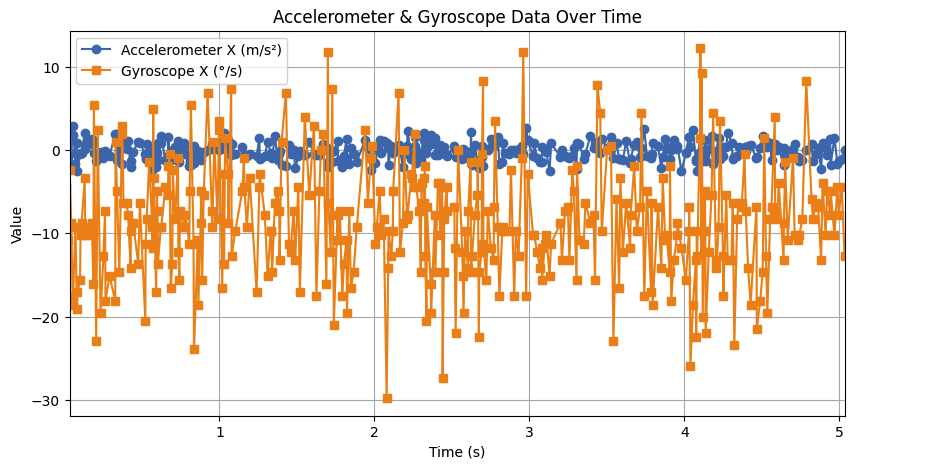 Accelerometer & Gyroscope Data Over Time
Accelerometer X (m/s²)
Gyroscope X (°/s)
10
0
−10
−20
−30
Value
1 2 3 4 5
Time (s)